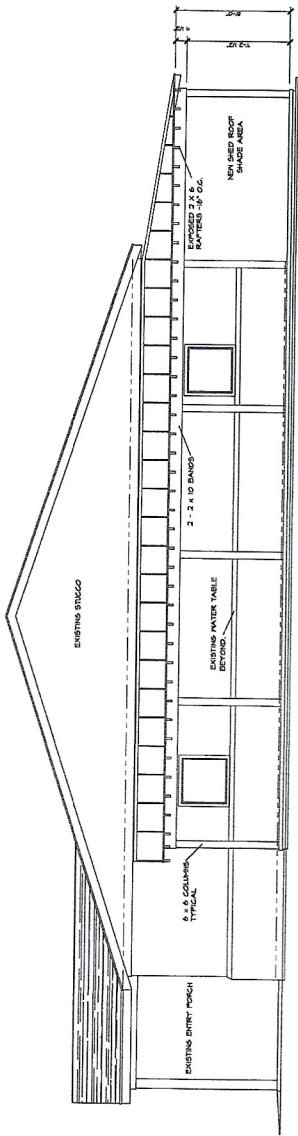 EXISTING STUCCO
EXPOSED 2 X 6
RAFTERS -16" O.C.
NEW SHED ROOF
SHADE AREA
2 - 2 X 10 BANDS
EXISTING WATER TABLE
BEYOND.
6 X 6 COLUMNS
TYPICAL
EXISTING ENTRY PORCH